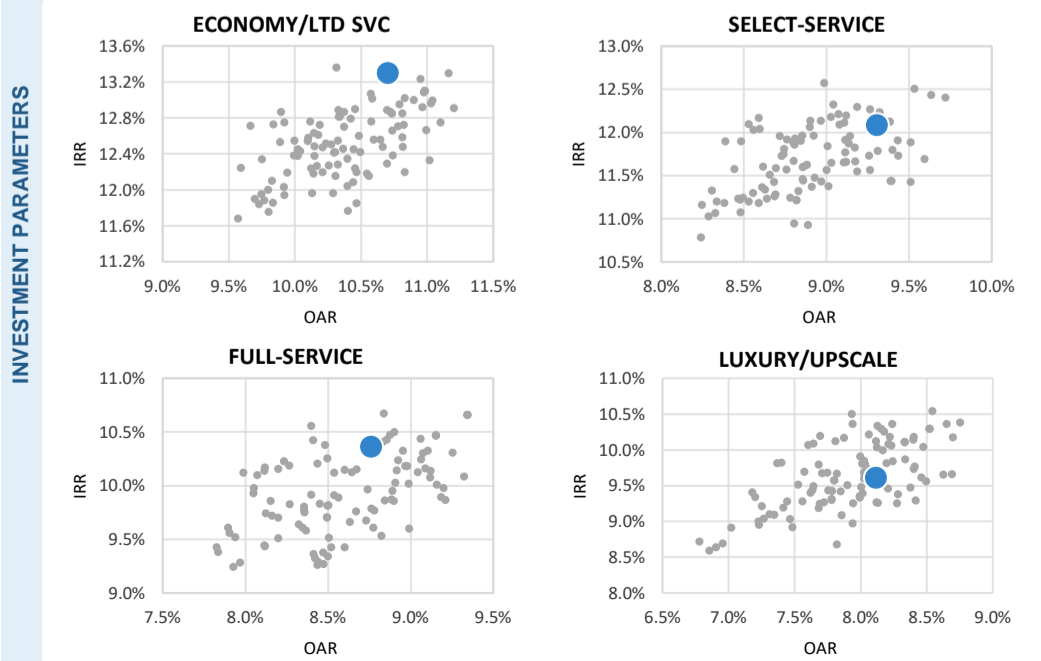 INVESTMENT PARAMETERS
ECONOMY/LTD SVC
13.6%
13.2%
12.8%
12.4%
12.0%
11.6%
11.2%
IRR
9.0% 9.5% 10.0% 10.5% 11.0% 11.5%
OAR
SELECT-SERVICE
13.0%
12.5%
12.0%
11.5%
11.0%
10.5%
IRR
8.0% 8.5% 9.0% 9.5% 10.0%
OAR
FULL-SERVICE
11.0%
10.5%
10.0%
9.5%
9.0%
IRR
7.5% 8.0% 8.5% 9.0% 9.5%
OAR
LUXURY/UPSCALE
11.0%
10.5%
10.0%
9.5%
9.0%
8.5%
8.0%
IRR
6.5% 7.0% 7.5% 8.0% 8.5% 9.0%
OAR